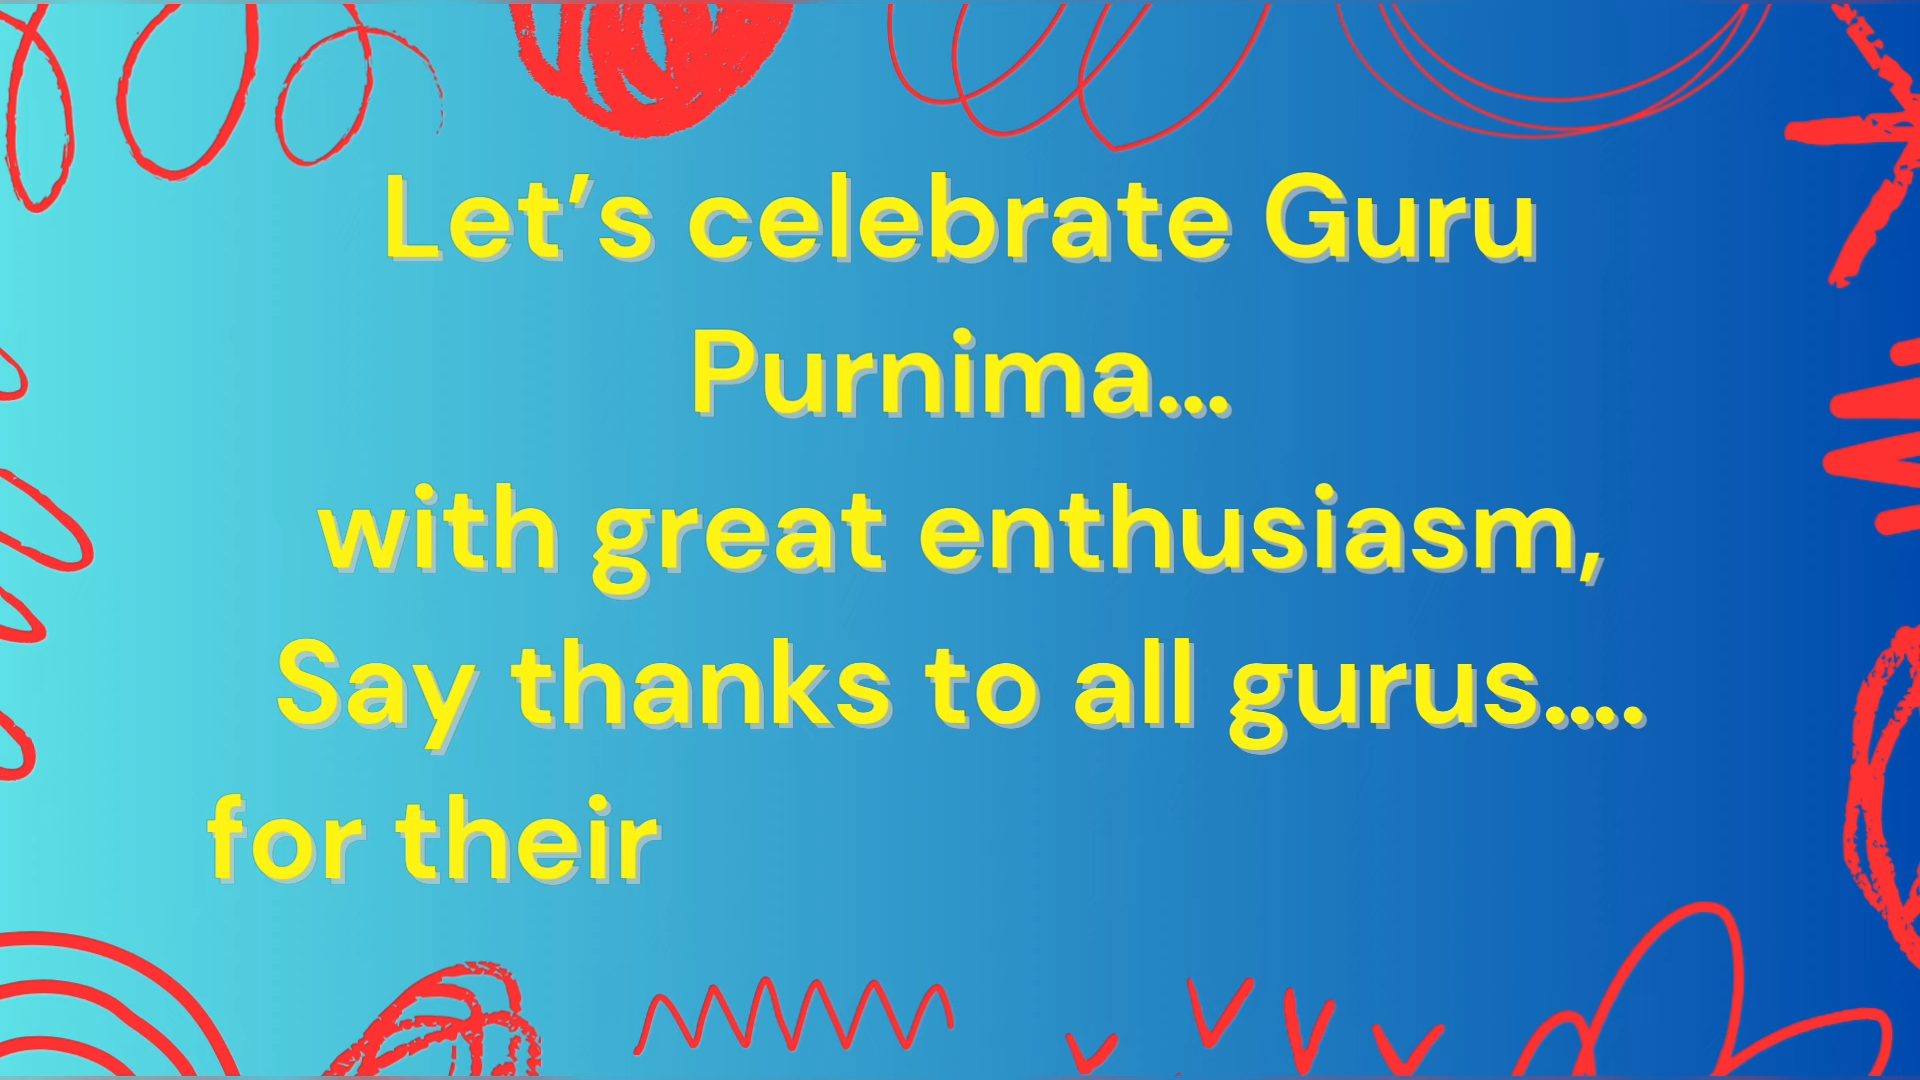 Let’s celebrate Guru
Purnima...
with great enthusiasm,
Say thanks to all gurus....
for their